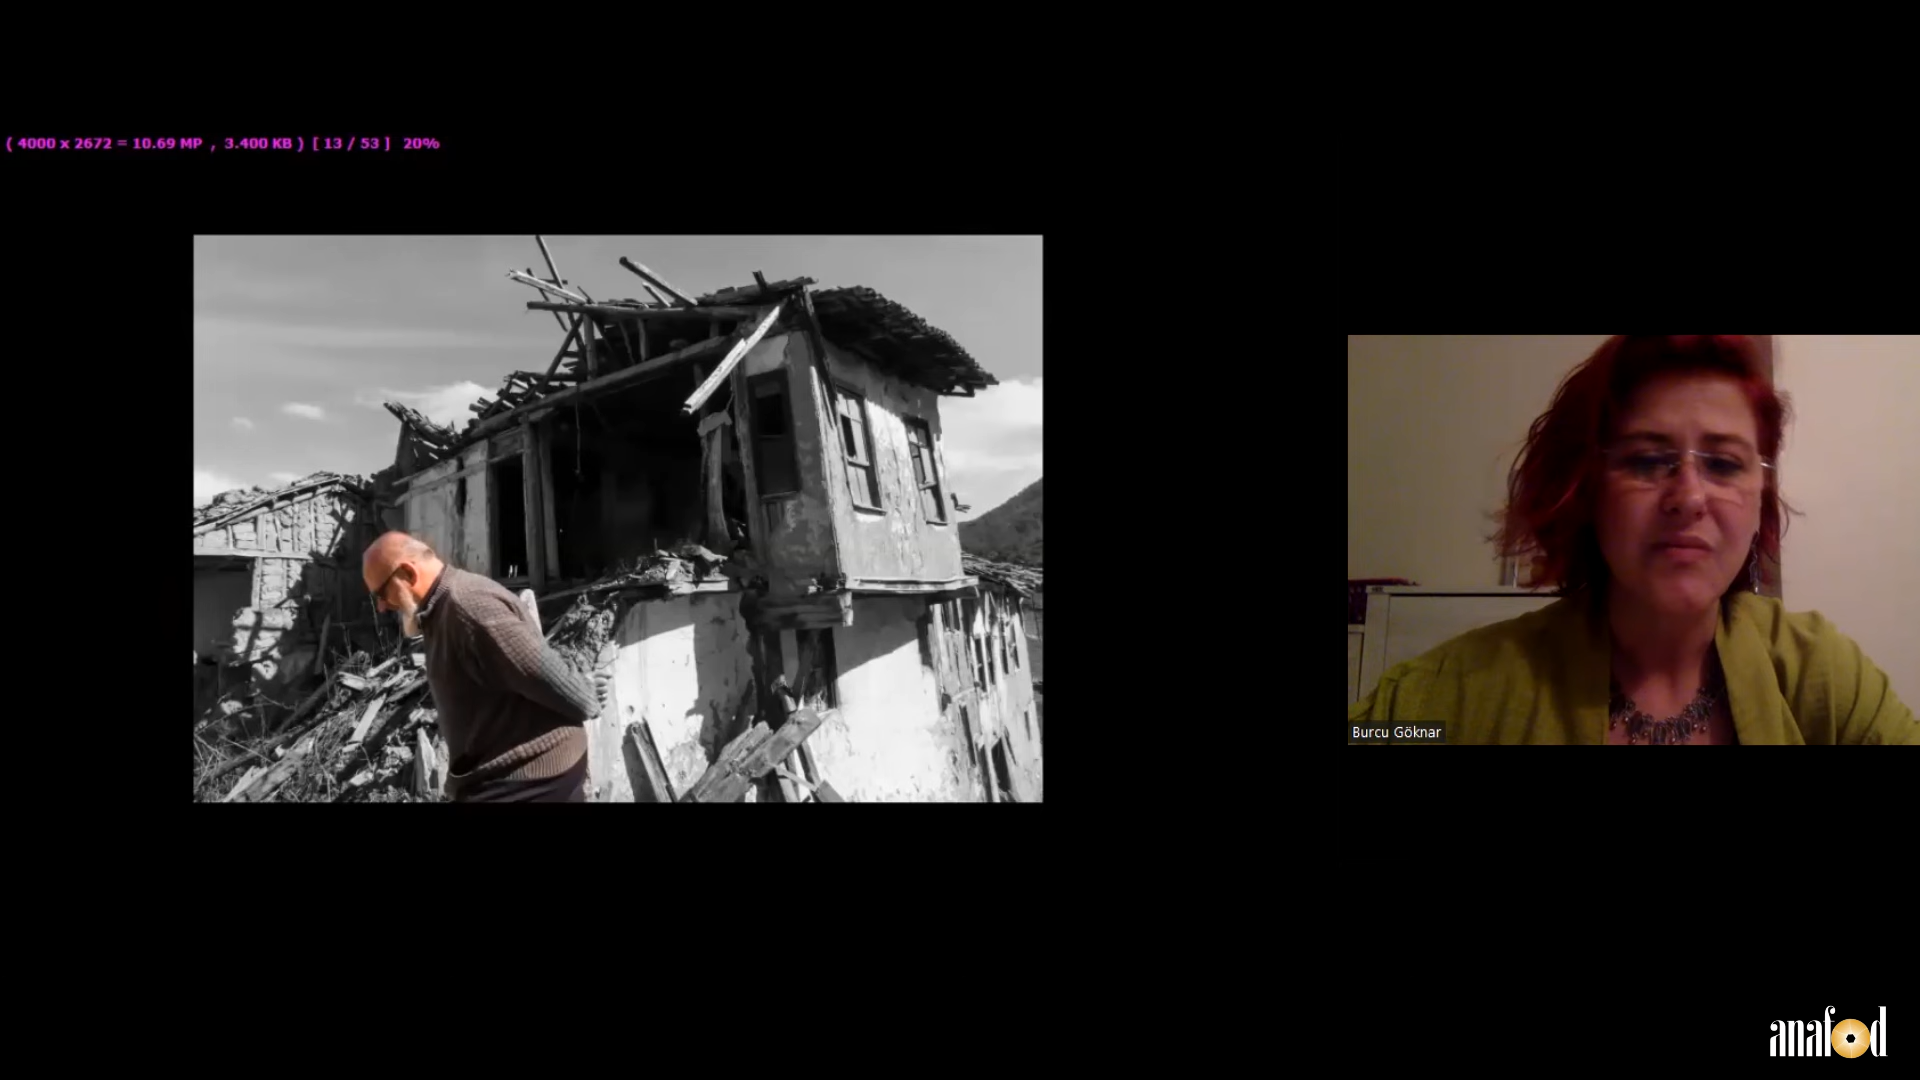 ( 4000 x 2672 = 10.69 MP , 3.400 KB ) [ 13 / 53 ] 20%
Burcu Göknar
anafod